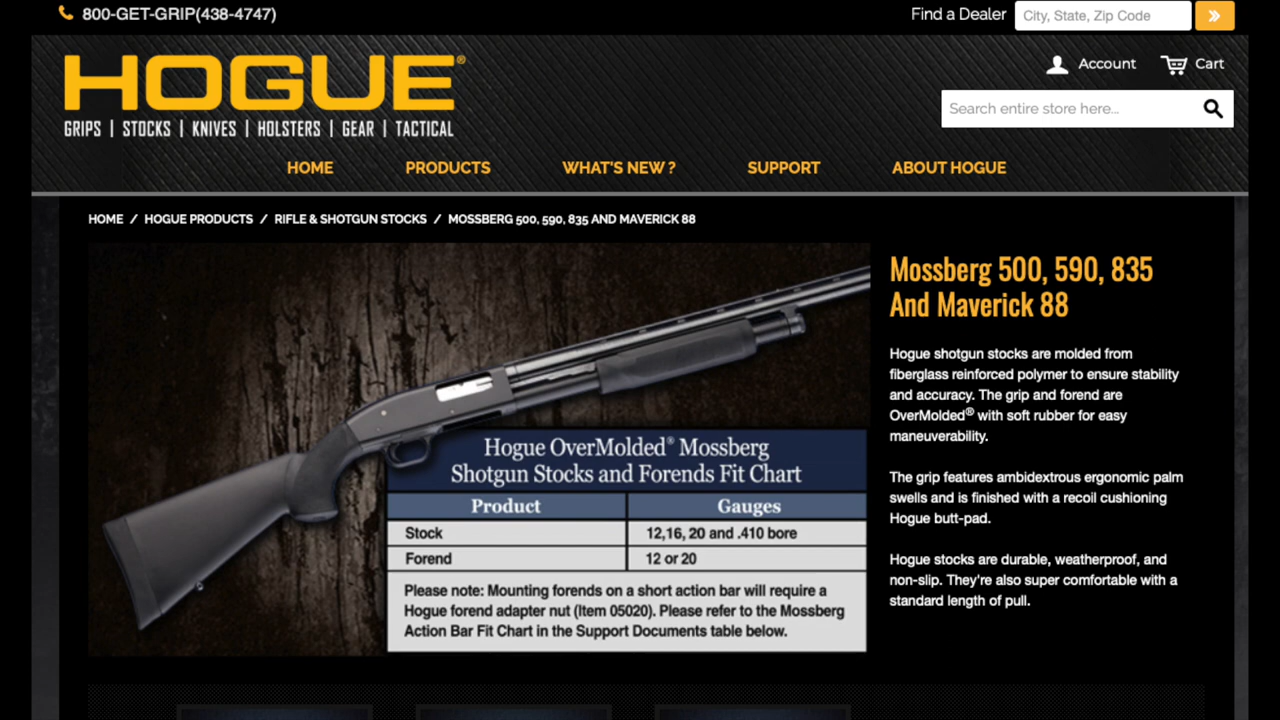 800-GET-GRIP(438-4747)
Find a Dealer
City, State, Zip Code
HOGUE®
GRIPS | STOCKS | KNIVES | HOLSTERS | GEAR | TACTICAL
Account
Cart
Search entire store here...
HOME
PRODUCTS
WHAT'S NEW ?
SUPPORT
ABOUT HOGUE
HOME / HOGUE PRODUCTS / RIFLE & SHOTGUN STOCKS / MOSSBERG 500, 590, 835 AND MAVERICK 88
Hogue OverMolded® Mossberg
Shotgun Stocks and Forends Fit Chart
Product Gauges
Stock 12,16, 20 and .410 bore
Forend 12 or 20
Please note: Mounting forends on a short action bar will require a
Hogue forend adapter nut (Item 05020). Please refer to the Mossberg
Action Bar Fit Chart in the Support Documents table below.
Mossberg 500, 590, 835
And Maverick 88
Hogue shotgun stocks are molded from
fiberglass reinforced polymer to ensure stability
and accuracy. The grip and forend are
OverMolded® with soft rubber for easy
maneuverability.
The grip features ambidextrous ergonomic palm
swells and is finished with a recoil cushioning
Hogue butt-pad.
Hogue stocks are durable, weatherproof, and
non-slip. They're also super comfortable with a
standard length of pull.